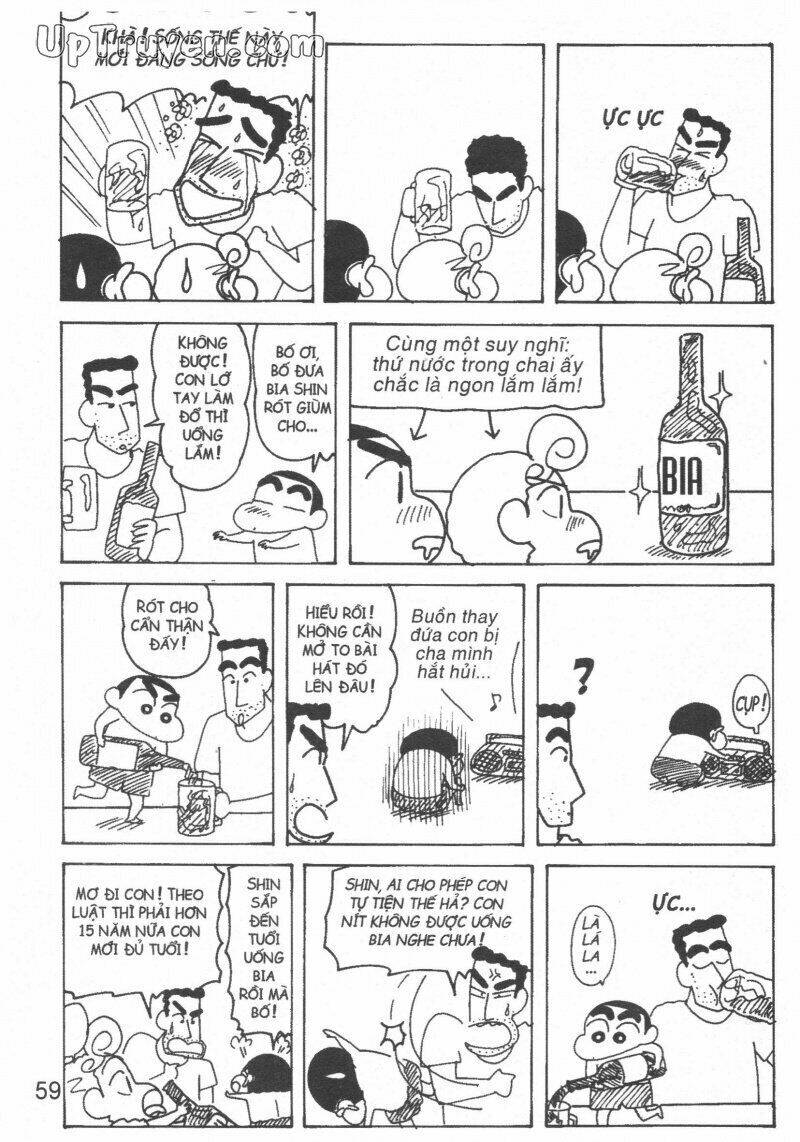 UpTruyen.com
ỰC ỰC
KHÀ! SỐNG THẾ NÀY
MỚI ĐÁNG SỐNG CHỨ!
Cùng một suy nghĩ:
thứ nước trong chai ấy
chắc là ngon lắm lắm!
BIA
BỐ ƠI,
BỐ ĐƯA
BIA SHIN
RÓT GIÙM
CHO...
KHÔNG
ĐƯỢC!
CON LỠ
TAY LÀM
ĐỔ THÌ
UỔNG
LẮM!
CỤP!
?
Buồn thay
đứa con bị
cha mình
hắt hủi...
HIỂU RỒI!
KHÔNG CẦN
MỞ TO BÀI
HÁT ĐÓ
LÊN ĐÂU!
RÓT CHO
CẨN THẬN
ĐẤY!
ỰC...
LÀ
LÁ
LA
...
SHIN, AI CHO PHÉP CON
TỰ TIỆN THẾ HẢ? CON
NÍT KHÔNG ĐƯỢC UỐNG
BIA NGHE CHƯA!
SHIN
SẮP
ĐẾN
TUỔI
UỐNG
BIA
RỒI MÀ
BỐ!
MƠ ĐI CON! THEO
LUẬT THÌ PHẢI HƠN
15 NĂM NỮA CON
MỚI ĐỦ TUỔI!
59